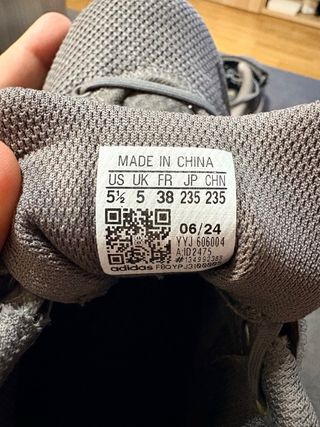 MADE IN CHINA
US UK FR JP CHN
5½ 5 38 235 235
06/24
YYJ 606004
AID2475
adidas